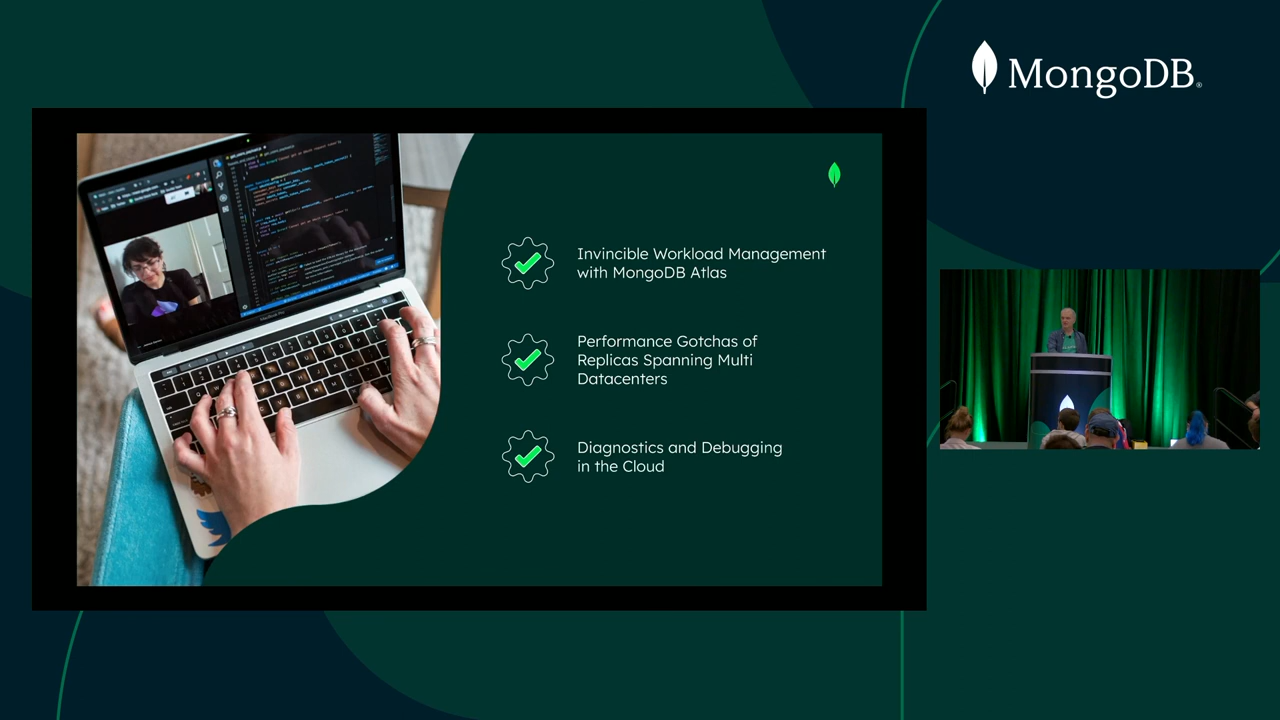 MongoDB®
Invincible Workload Management
with MongoDB Atlas
Performance Gotchas of
Replicas Spanning Multi
Datacenters
Diagnostics and Debugging
in the Cloud